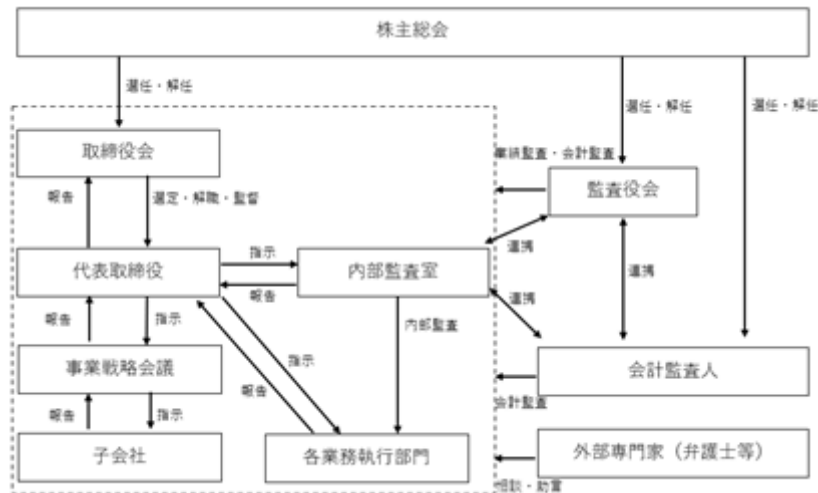 株主総会
選任・解任
選任・解任
選任・解任
取締役会
業務監査・会計監査
監査役会
報告
選定・解職・監督
連携
連携
代表取締役
指示
報告
内部監査室
連携
報告
指示
内部監査
指示
報告
事業戦略会議
会計監査人
会計監査
報告
指示
子会社
各業務執行部門
外部専門家(弁護士等)
相談・助言